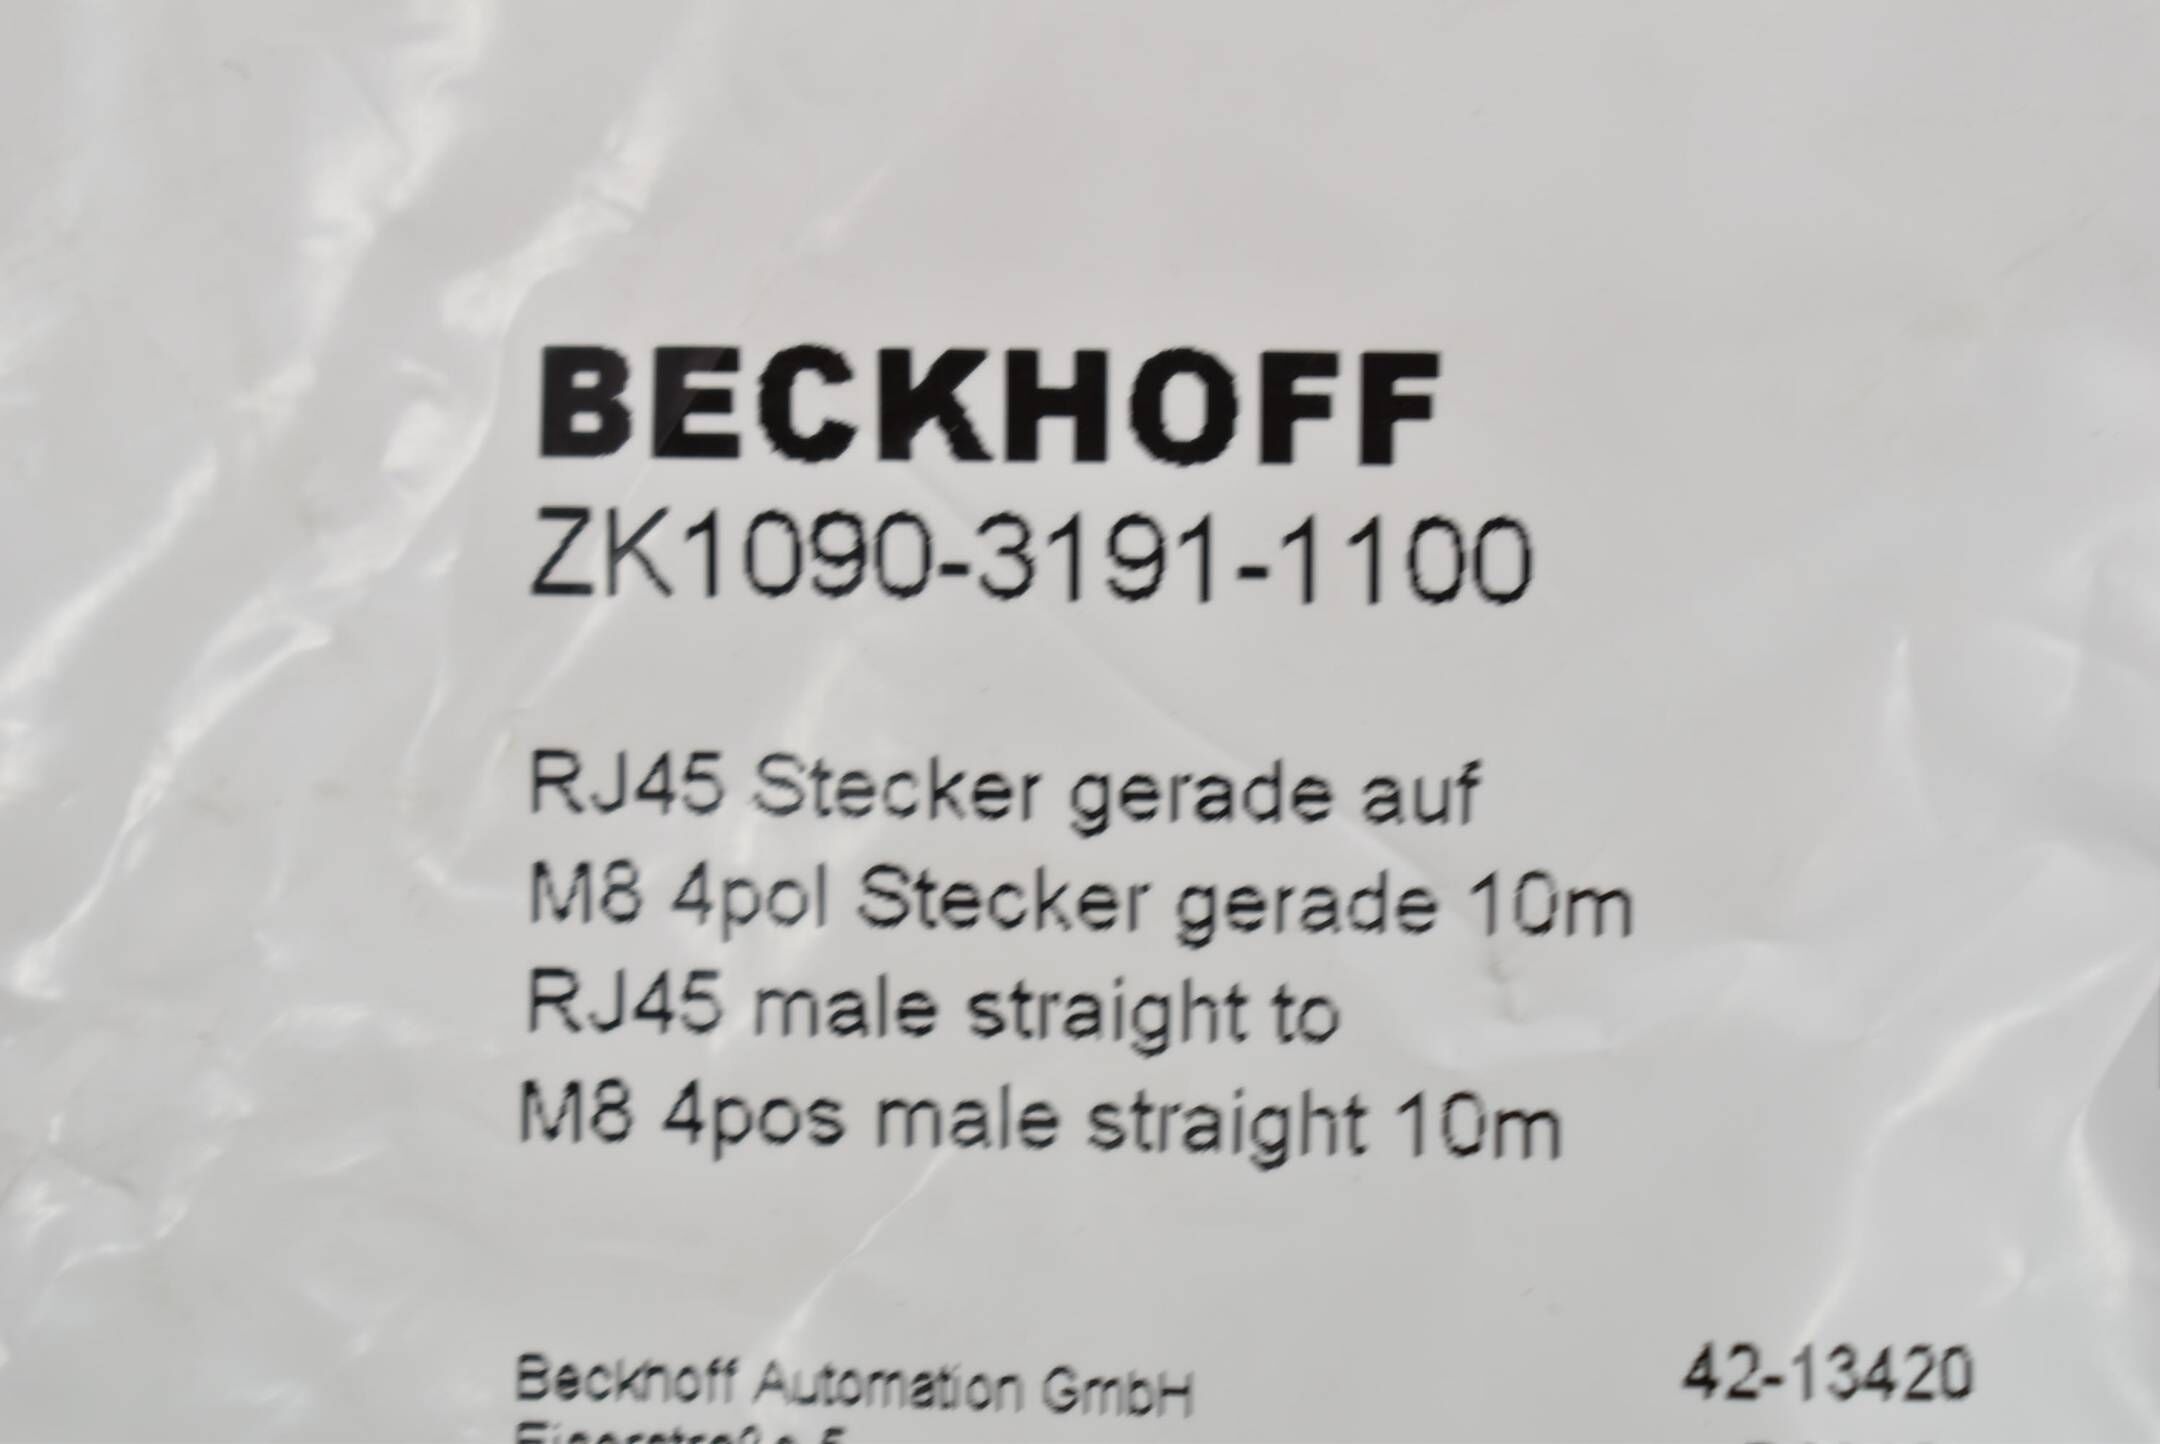 BECKHOFF
ZK1090-3191-1100
RJ45 Stecker gerade auf
M8 4pol Stecker gerade 10m
RJ45 male straight to
M8 4pos male straight 10m
Beckhoff Automation GmbH
42-13420